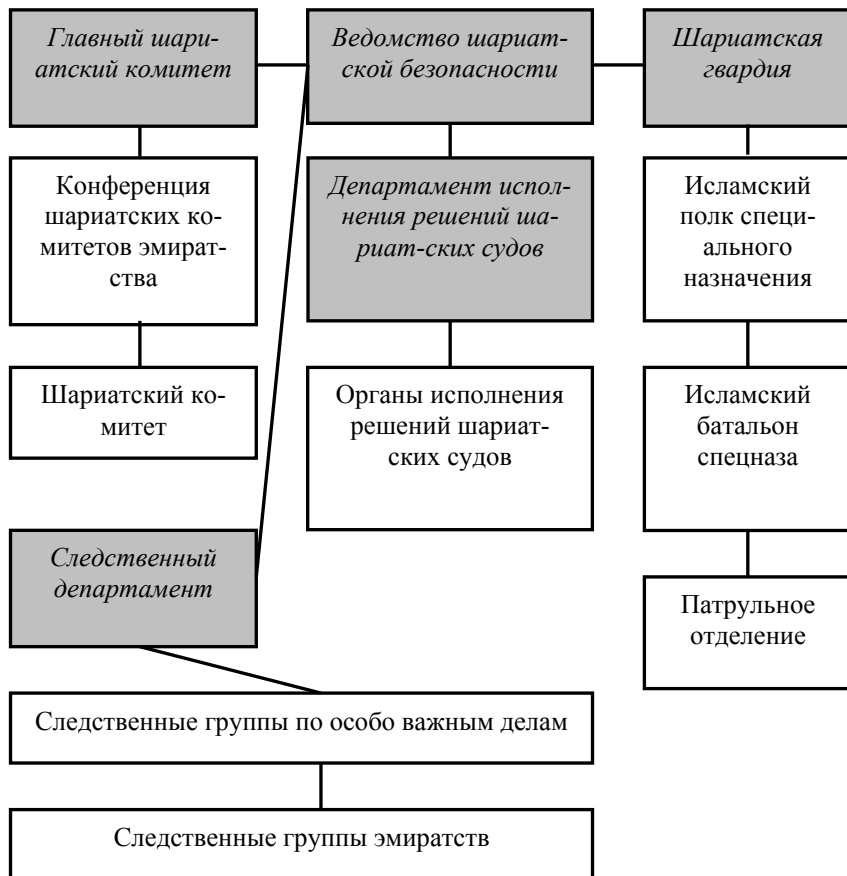 Главный шари-
атский комитет
Ведомство шариат-
ской безопасности
Шариатская
гвардия
Конференция
шариатских ко-
митетов эмират-
ства
Департамент испол-
нения решений ша-
риат-ских судов
Исламский
полк специ-
ального
назначения
Шариатский ко-
митет
Органы исполнения
решений шариат-
ских судов
Исламский
батальон
спецназа
Следственный
департамент
Патрульное
отделение
Следственные группы по особо важным делам
Следственные группы эмиратств